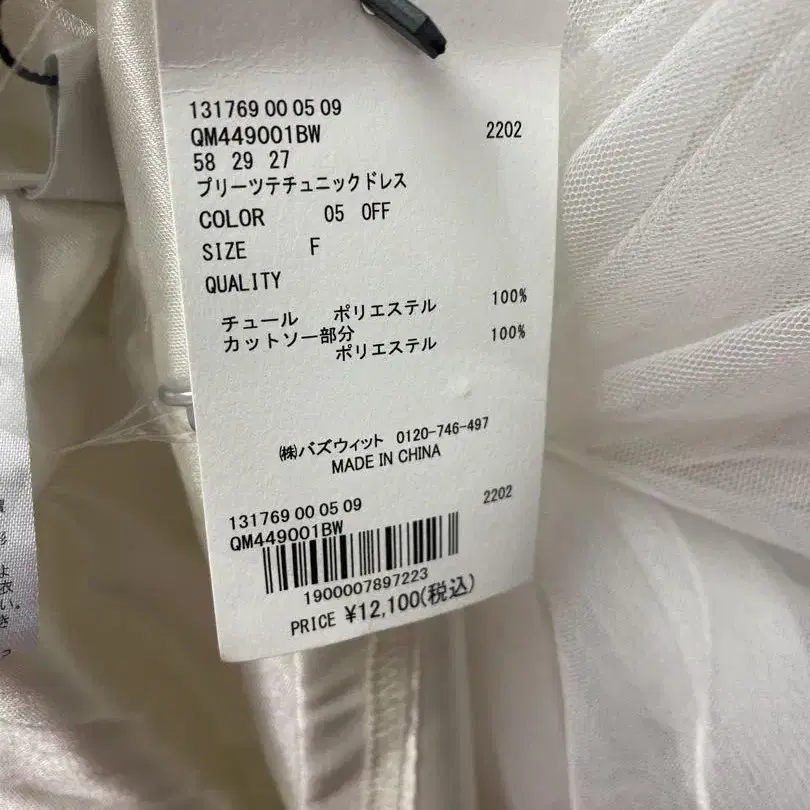 131769 00 05 09
QM449001BW 2202
58 29 27
プリーツテチュニックドレス
COLOR 05 OFF
SIZE F
QUALITY
チュール ポリエステル 100%
カットソー部分
ポリエステル 100%
㈱バズウィット 0120-746-497
MADE IN CHINA
131769 00 05 09 2202
QM449001BW
1900007897223
PRICE ¥12,100(税込)
よ
衣
い。
き